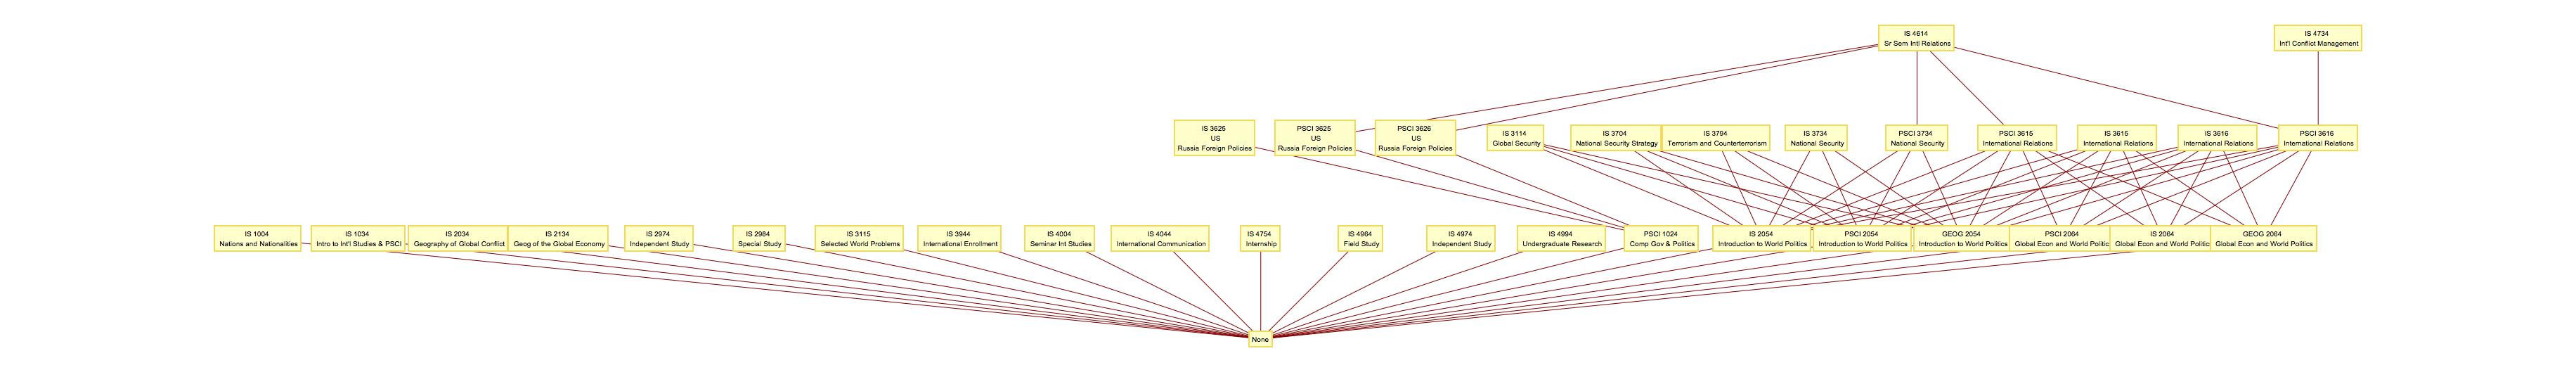 IS 4614
Sr Sem Intl Relations
IS 4734
Int'l Conflict Management
IS 3625
US
Russia Foreign Policies
PSCI 3625
US
Russia Foreign Policies
PSCI 3626
US
Russia Foreign Policies
IS 3114
Global Security
IS 3704
National Security Strategy
IS 3794
Terrorism and Counterterrorism
IS 3734
National Security
PSCI 3734
National Security
PSCI 3615
International Relations
IS 3615
International Relations
IS 3616
International Relations
PSCI 3616
International Relations
IS 1004
Nations and Nationalities
IS 1034
Intro to Int'l Studies & PSCI
IS 2034
Geography of Global Conflict
IS 2134
Geog of the Global Economy
IS 2974
Independent Study
IS 2984
Special Study
IS 3115
Selected World Problems
IS 3944
International Enrollment
IS 4004
Seminar Int Studies
IS 4044
International Communication
IS 4754
Internship
IS 4964
Field Study
IS 4974
Independent Study
IS 4994
Undergraduate Research
PSCI 1024
Comp Gov & Politics
IS 2054
Introduction to World Politics
PSCI 2054
Introduction to World Politics
GEOG 2054
Introduction to World Politics
PSCI 2064
Global Econ and World Politic
IS 2064
Global Econ and World Politic
GEOG 2064
Global Econ and World Politics
None